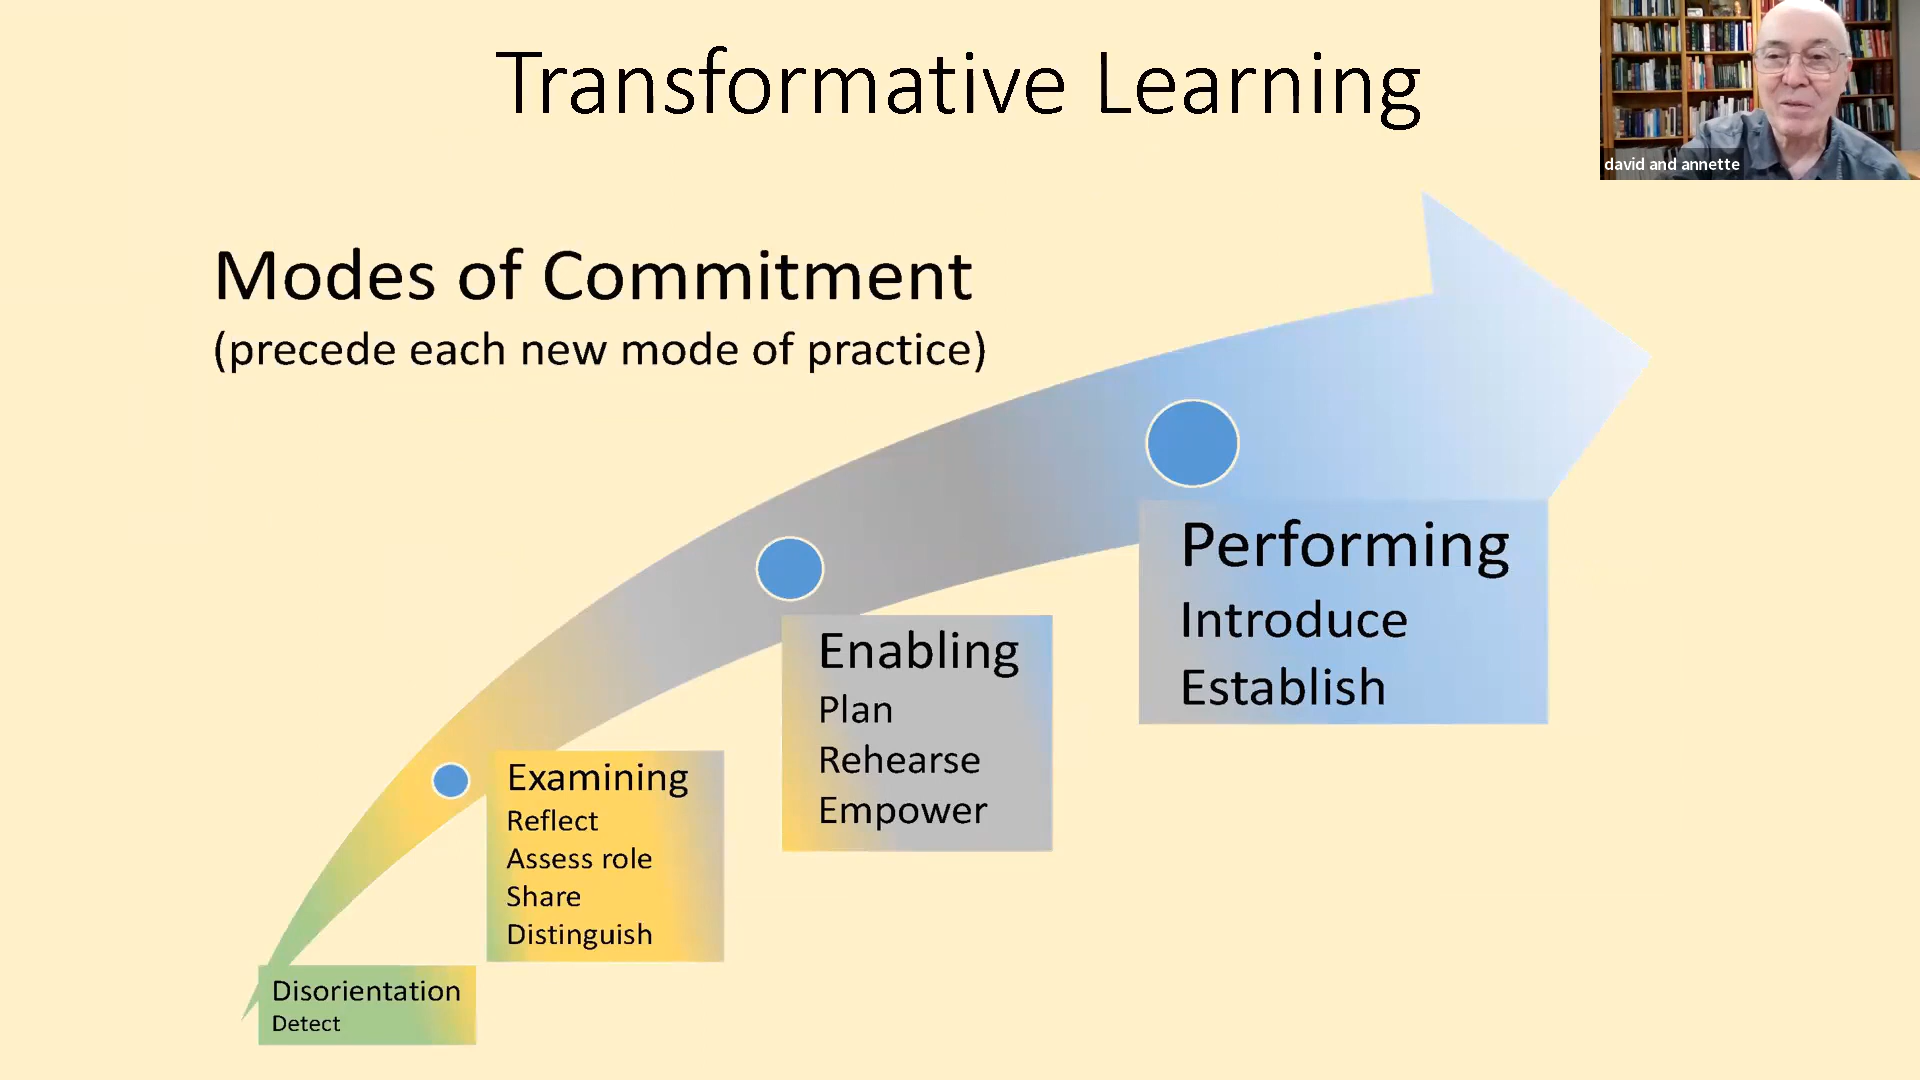 Transformative Learning
david and annette
Modes of Commitment
(precede each new mode of practice)
Performing
Introduce
Establish
Enabling
Plan
Rehearse
Empower
Examining
Reflect
Assess role
Share
Distinguish
Disorientation
Detect